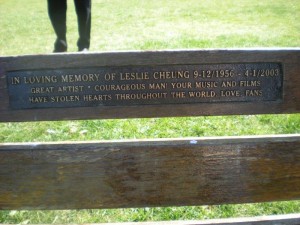 IN LOVING MEMORY OF LESLIE CHEUNG 9-12/1956 - 4-1/2003
GREAT ARTIST * COURAGEOUS MAN! YOUR MUSIC AND FILMS
HAVE STOLEN HEARTS THROUGHOUT THE WORLD. LOVE, FANS